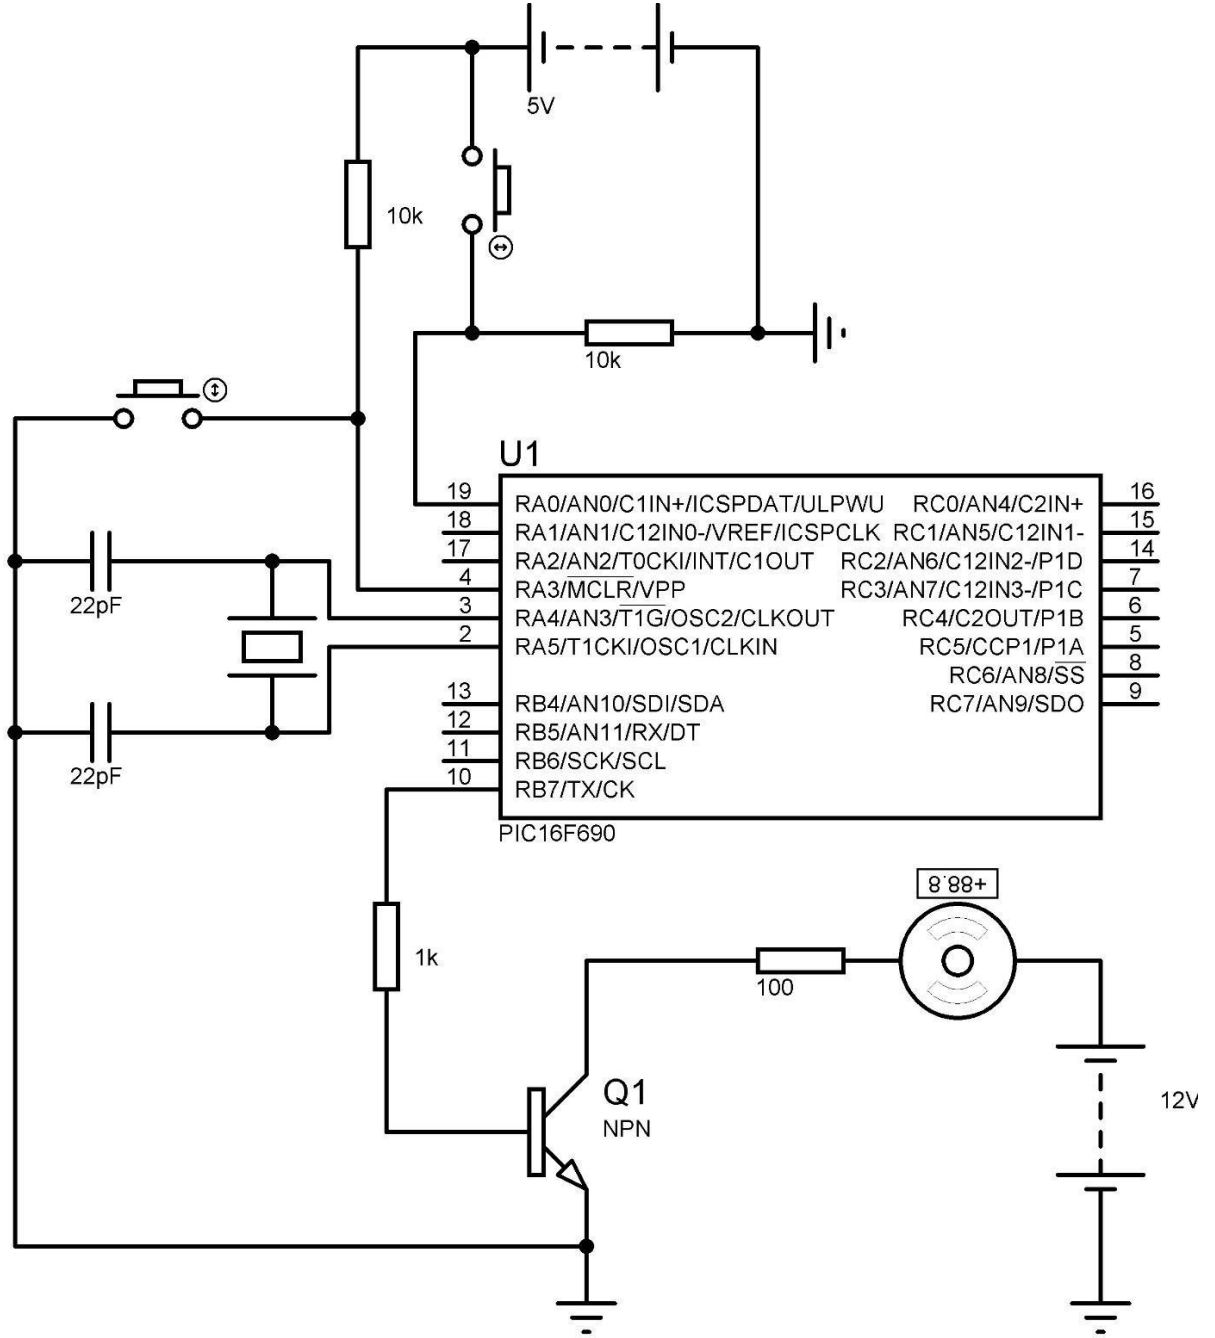 5V
10k
10k
U1
19 RA0/AN0/C1IN+/ICSPDAT/ULPWU RC0/AN4/C2IN+ 16
18 RA1/AN1/C12IN0-/VREF/ICSPCLK RC1/AN5/C12IN1- 15
17 RA2/AN2/T0CKI/INT/C1OUT RC2/AN6/C12IN2-/P1D 14
4 RA3/MCLR/VPP RC3/AN7/C12IN3-/P1C 7
3 RA4/AN3/T1G/OSC2/CLKOUT RC4/C2OUT/P1B 6
2 RA5/T1CKI/OSC1/CLKIN RC5/CCP1/P1A 5
RC6/AN8/SS 8
13 RB4/AN10/SDI/SDA RC7/AN9/SDO 9
12 RB5/AN11/RX/DT
11 RB6/SCK/SCL
10 RB7/TX/CK
22pF
22pF
PIC16F690
+88.8
1k
100
Q1
NPN
12V